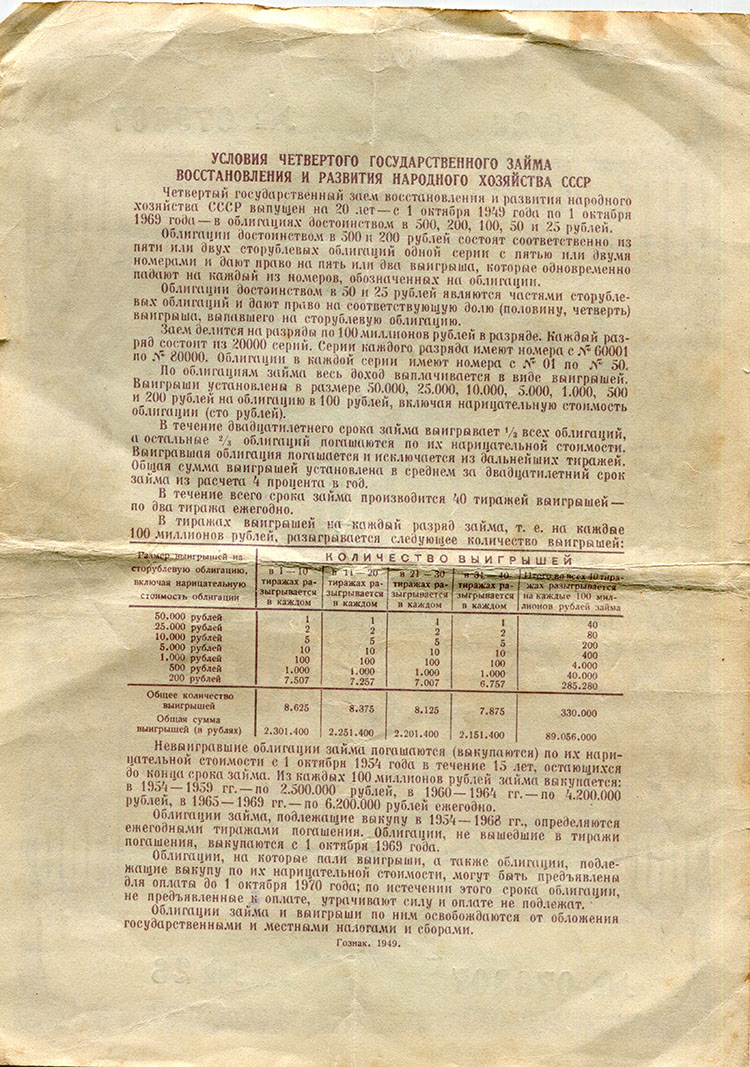 УСЛОВИЯ ЧЕТВЕРТОГО ГОСУДАРСТВЕННОГО ЗАЙМА
ВОССТАНОВЛЕНИЯ И РАЗВИТИЯ НАРОДНОГО ХОЗЯЙСТВА СССР
Четвертый государственный заем восстановления и развития народного
хозяйства СССР выпущен на 20 лет — с 1 октября 1949 года по 1 октября
1969 года — в облигациях достоинством в 500, 200, 100, 50 и 25 рублей.
Облигации достоинством в 500 и 200 рублей состоят соответственно из
пяти или двух сторублевых облигаций одной серии с пятью или двумя
номерами и дают право на пять или два выигрыша, которые одновременно
падают на каждый из номеров, обозначенных на облигации.
Облигации достоинством в 50 и 25 рублей являются частями сторубле-
вых облигаций и дают право на соответствующую долю (половину, четверть)
выигрыша, выпавшего на сторублевую облигацию.
Заем делится на разряды по 100 миллионов рублей в разряде. Каждый раз-
ряд состоит из 20000 серий. Серии каждого разряда имеют номера с № 60001
по № 80000. Облигации в каждой серии имеют номера с № 01 по № 50.
По облигациям займа весь доход выплачивается в виде выигрышей.
Выигрыши установлены в размере 50.000, 25.000, 10.000, 5.000, 1.000, 500
и 200 рублей на облигацию в 100 рублей, включая нарицательную стоимость
облигации (сто рублей).
В течение двадцатилетнего срока займа выигрывает 1/3 всех облигаций,
а остальные 2/3 облигаций погашаются по их нарицательной стоимости.
Выигравшая облигация погашается и исключается из дальнейших тиражей.
Общая сумма выигрышей установлена в среднем за двадцатилетний срок
займа из расчета 4 процента в год.
В течение всего срока займа производится 40 тиражей выигрышей —
по два тиража ежегодно.
В тиражах выигрышей на каждый разряд займа, т. е. на каждые
100 миллионов рублей, разыгрывается следующее количество выигрышей:
Размер выигрышей на сторублевую облигацию, включая нарицательную стоимость облигации
КОЛИЧЕСТВО ВЫИГРЫШЕЙ
в 1—10 тиражах разыгрывается в каждом
в 11—20 тиражах разыгрывается в каждом
в 21—30 тиражах разыгрывается в каждом
в 31—40 тиражах разыгрывается в каждом
Итого во всех 40 тиражах разыгрывается на каждые 100 миллионов рублей займа
50.000 рублей 1 1 1 1 40
25.000 рублей 2 2 2 2 80
10.000 рублей 5 5 5 5 200
5.000 рублей 10 10 10 10 400
1.000 рублей 100 100 100 100 4.000
500 рублей 1.000 1.000 1.000 1.000 40.000
200 рублей 7.507 7.257 7.007 6.757 285.280
Общее количество выигрышей 8.625 8.375 8.125 7.875 330.000
Общая сумма выигрышей (в рублях) 2.301.400 2.251.400 2.201.400 2.151.400 89.056.000
Невыигравшие облигации займа погашаются (выкупаются) по их нари-
цательной стоимости с 1 октября 1954 года в течение 15 лет, остающихся
до конца срока займа. Из каждых 100 миллионов рублей займа выкупается:
в 1954—1959 гг. — по 2.500.000 рублей, в 1960—1964 гг. — по 4.200.000
рублей, в 1965—1969 гг. — по 6.200.000 рублей ежегодно.
Облигации займа, подлежащие выкупу в 1954—1968 гг., определяются
ежегодными тиражами погашения. Облигации, не вышедшие в тиражи
погашения, выкупаются с 1 октября 1969 года.
Облигации, на которые пали выигрыши, а также облигации, подле-
жащие выкупу по их нарицательной стоимости, могут быть предъявлены
для оплаты до 1 октября 1970 года; по истечении этого срока облигации,
не предъявленные к оплате, утрачивают силу и оплате не подлежат.
Облигации займа и выигрыши по ним освобождаются от обложения
государственными и местными налогами и сборами.
Гознак. 1949.